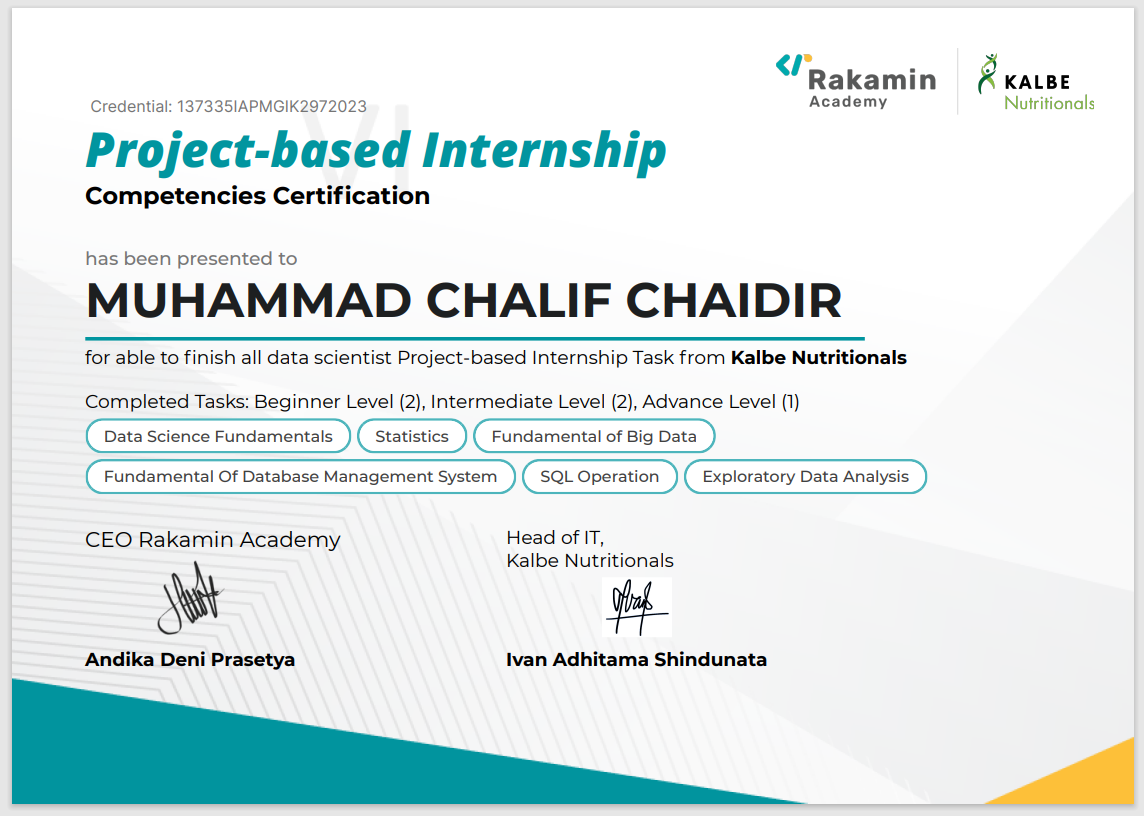 Rakamin
Academy
KALBE
Nutritionals
Credential: 137335IAPMGIK2972023
VI
Project-based Internship
Competencies Certification
has been presented to
MUHAMMAD CHALIF CHAIDIR
for able to finish all data scientist Project-based Internship Task from Kalbe Nutritionals
Completed Tasks: Beginner Level (2), Intermediate Level (2), Advance Level (1)
Data Science Fundamentals Statistics Fundamental of Big Data
Fundamental Of Database Management System SQL Operation Exploratory Data Analysis
CEO Rakamin Academy
Head of IT,
Kalbe Nutritionals
Andika Deni Prasetya
Ivan Adhitama Shindunata